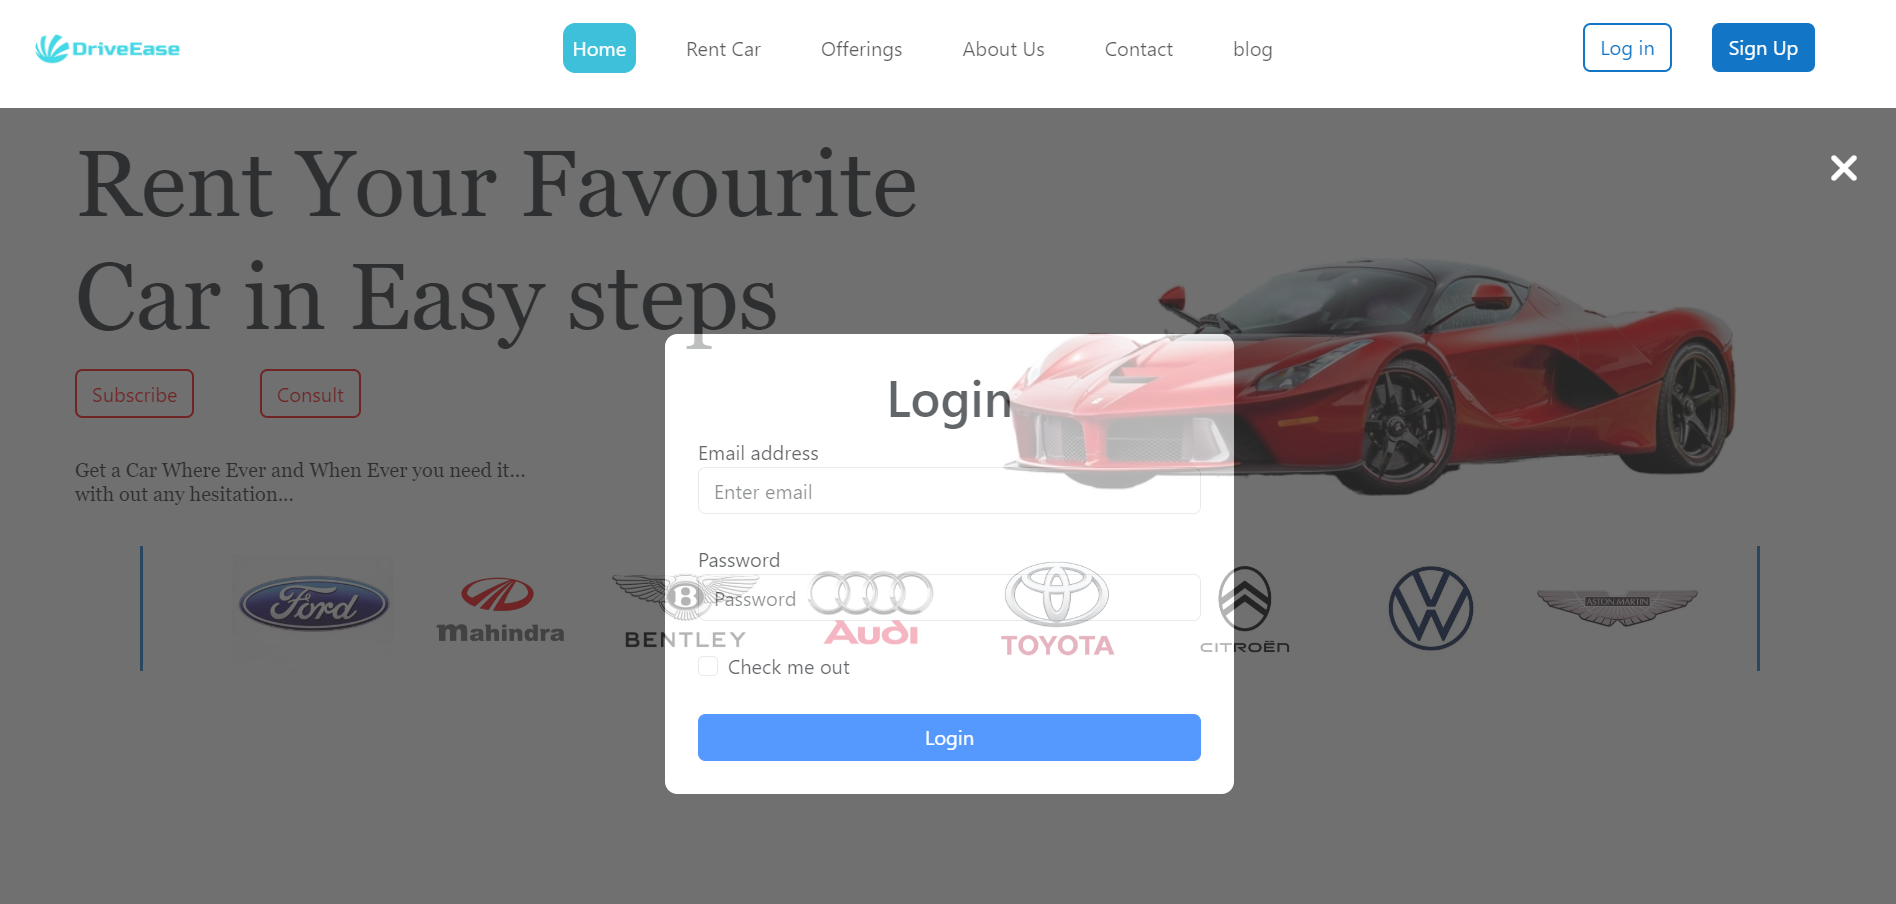 DriveEase
Home
Rent Car
Offerings
About Us
Contact
blog
Log in
Sign Up
Rent Your Favourite
Car in Easy steps
Subscribe
Consult
Get a Car Where Ever and When Ever you need it...
with out any hesitation...
Login
Email address
Enter email
Password
Password
Ford
Mahindra
B
BENTLEY
Audi
TOYOTA
CITROËN
ASTON MARTIN
Check me out
Login